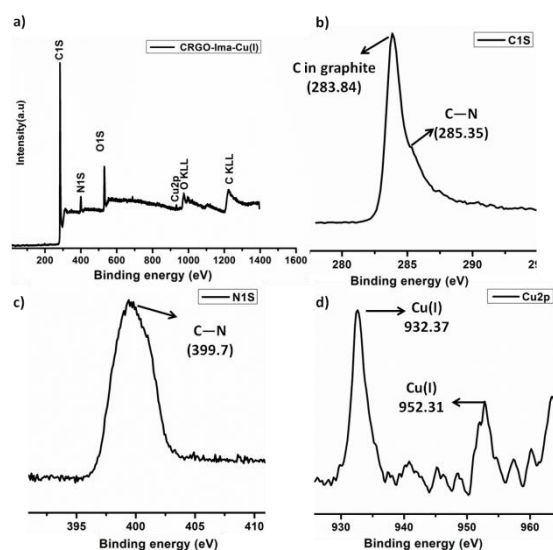 a)
CRGO-Ima-Cu(I)
C1S
N1S
O1S
Cu2p
O KLL
C KLL
Intensity(a.u)
0 200 400 600 800 1000 1200 1400 1600
Binding energy (eV)
b)
C1S
C in graphite
(283.84)
C—N
(285.35)
280 285 290 29
Binding energy (eV)
c)
N1S
C—N
(399.7)
395 400 405 410
Binding energy (eV)
d)
Cu2p
Cu(I)
932.37
Cu(I)
952.31
930 940 950 960
Binding energy (eV)